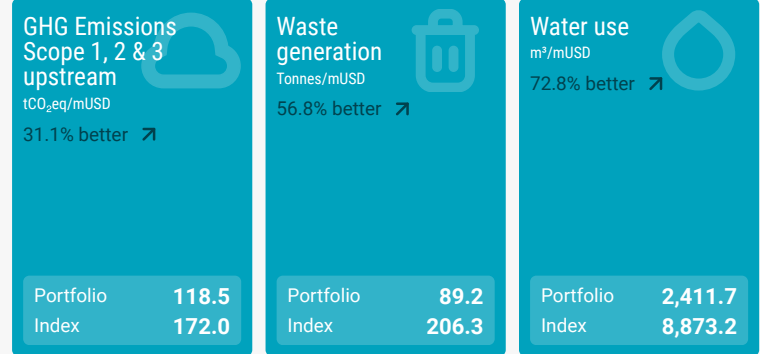 GHG Emissions
Scope 1, 2 & 3
upstream
tCO₂eq/mUSD
31.1% better
Portfolio 118.5
Index 172.0
Waste
generation
Tonnes/mUSD
56.8% better
Portfolio 89.2
Index 206.3
Water use
m³/mUSD
72.8% better
Portfolio 2,411.7
Index 8,873.2